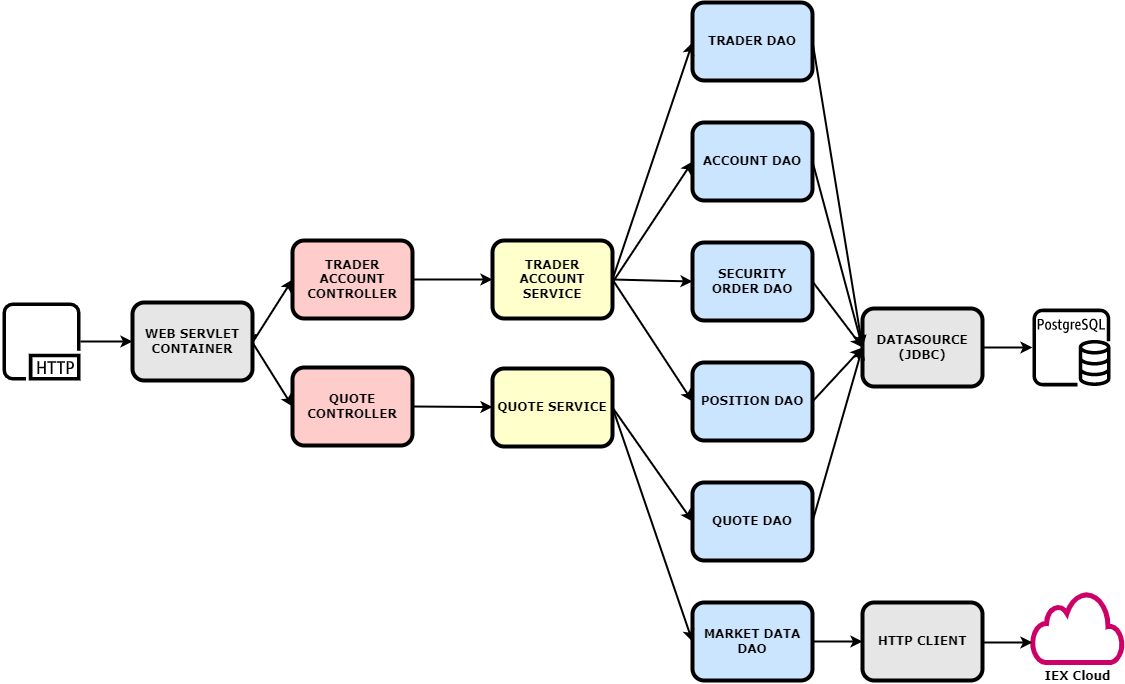 TRADER DAO
ACCOUNT DAO
TRADER
ACCOUNT
CONTROLLER
TRADER
ACCOUNT
SERVICE
SECURITY
ORDER DAO
HTTP
WEB SERVLET
CONTAINER
DATASOURCE
(JDBC)
PostgreSQL
QUOTE
CONTROLLER
QUOTE SERVICE
POSITION DAO
QUOTE DAO
MARKET DATA
DAO
HTTP CLIENT
IEX Cloud